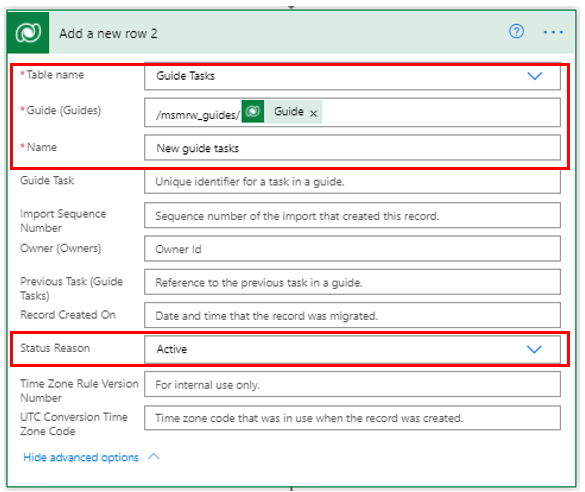 Add a new row 2
* Table name
Guide Tasks
* Guide (Guides)
/msmrw_guides/ Guide x
* Name
New guide tasks
Guide Task
Unique identifier for a task in a guide.
Import Sequence
Number
Sequence number of the import that created this record.
Owner (Owners)
Owner Id
Previous Task (Guide
Tasks)
Reference to the previous task in a guide.
Record Created On
Date and time that the record was migrated.
Status Reason
Active
Time Zone Rule Version
Number
For internal use only.
UTC Conversion Time
Zone Code
Time zone code that was in use when the record was created.
Hide advanced options